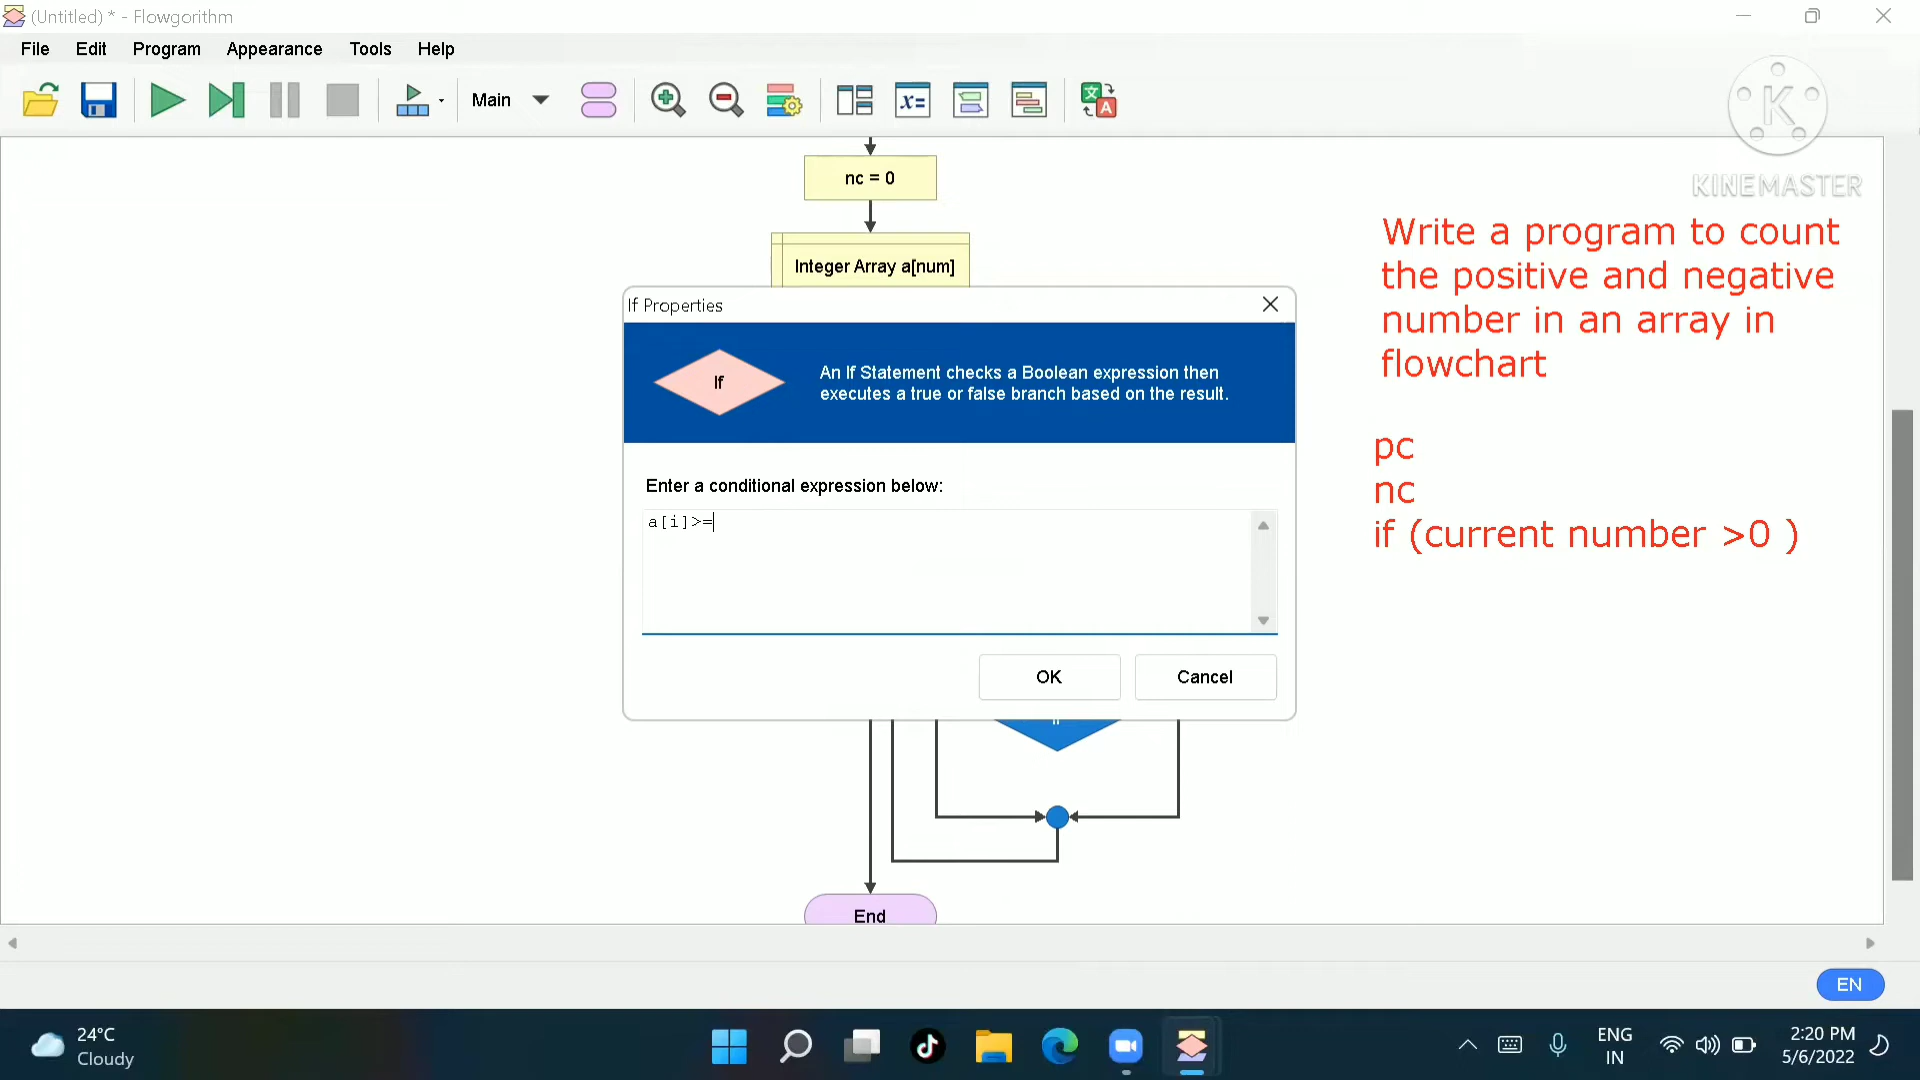 (Untitled) * - Flowgorithm
File Edit Program Appearance Tools Help
Main
x=
A
K
KINEMASTER
nc = 0
Integer Array a[num]
Write a program to count
the positive and negative
number in an array in
flowchart
pc
nc
if (current number >0 )
If Properties
If
An If Statement checks a Boolean expression then
executes a true or false branch based on the result.
Enter a conditional expression below:
a[i]>=
OK Cancel
End
EN
24°C
Cloudy
ENG
IN
2:20 PM
5/6/2022